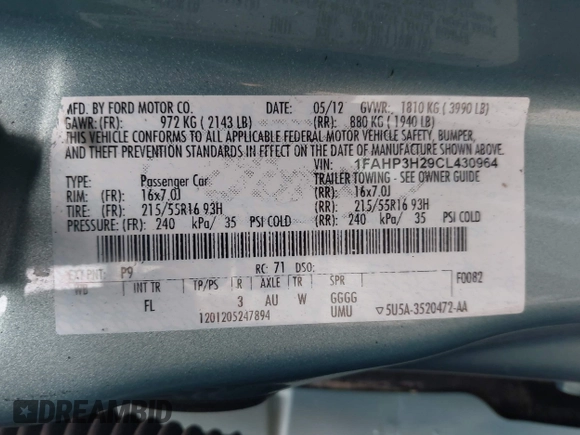 MFD. BY FORD MOTOR CO. 05/12 GVWR: 1810 KG ( 3990 LB)
GAWR: (FR) 972 KG ( 2143 LB) (RR): 880 KG ( 1940 LB)
THIS VEHICLE CONFORMS TO ALL APPLICABLE FEDERAL MOTOR VEHICLE SAFETY, BUMPER,
AND THEFT PREVENTION STANDARDS IN EFFECT ON THE DATE OF MANUFACTURE SHOWN ABOVE.
VIN: 1FAHP3H29CL430964
TYPE: Passenger Car TRAILER TOWING - SEE OWNER GUIDE
RIM: (FR): 16x7.0J (RR): 16x7.0J
TIRE: (FR): 215/55R16 93H (RR): 215/55R16 93H
PRESSURE: (FR): 240 kPa/ 35 PSI COLD (RR): 240 kPa/ 35 PSI COLD
EXT PNT: P9 RC: 71 DSO: F0082
WB INT TR TP/PS R AXLE TR SPR
FL 3 AU W GGGG
1201205247894 UMU 5U5A-3520472-AA
DREAMBID